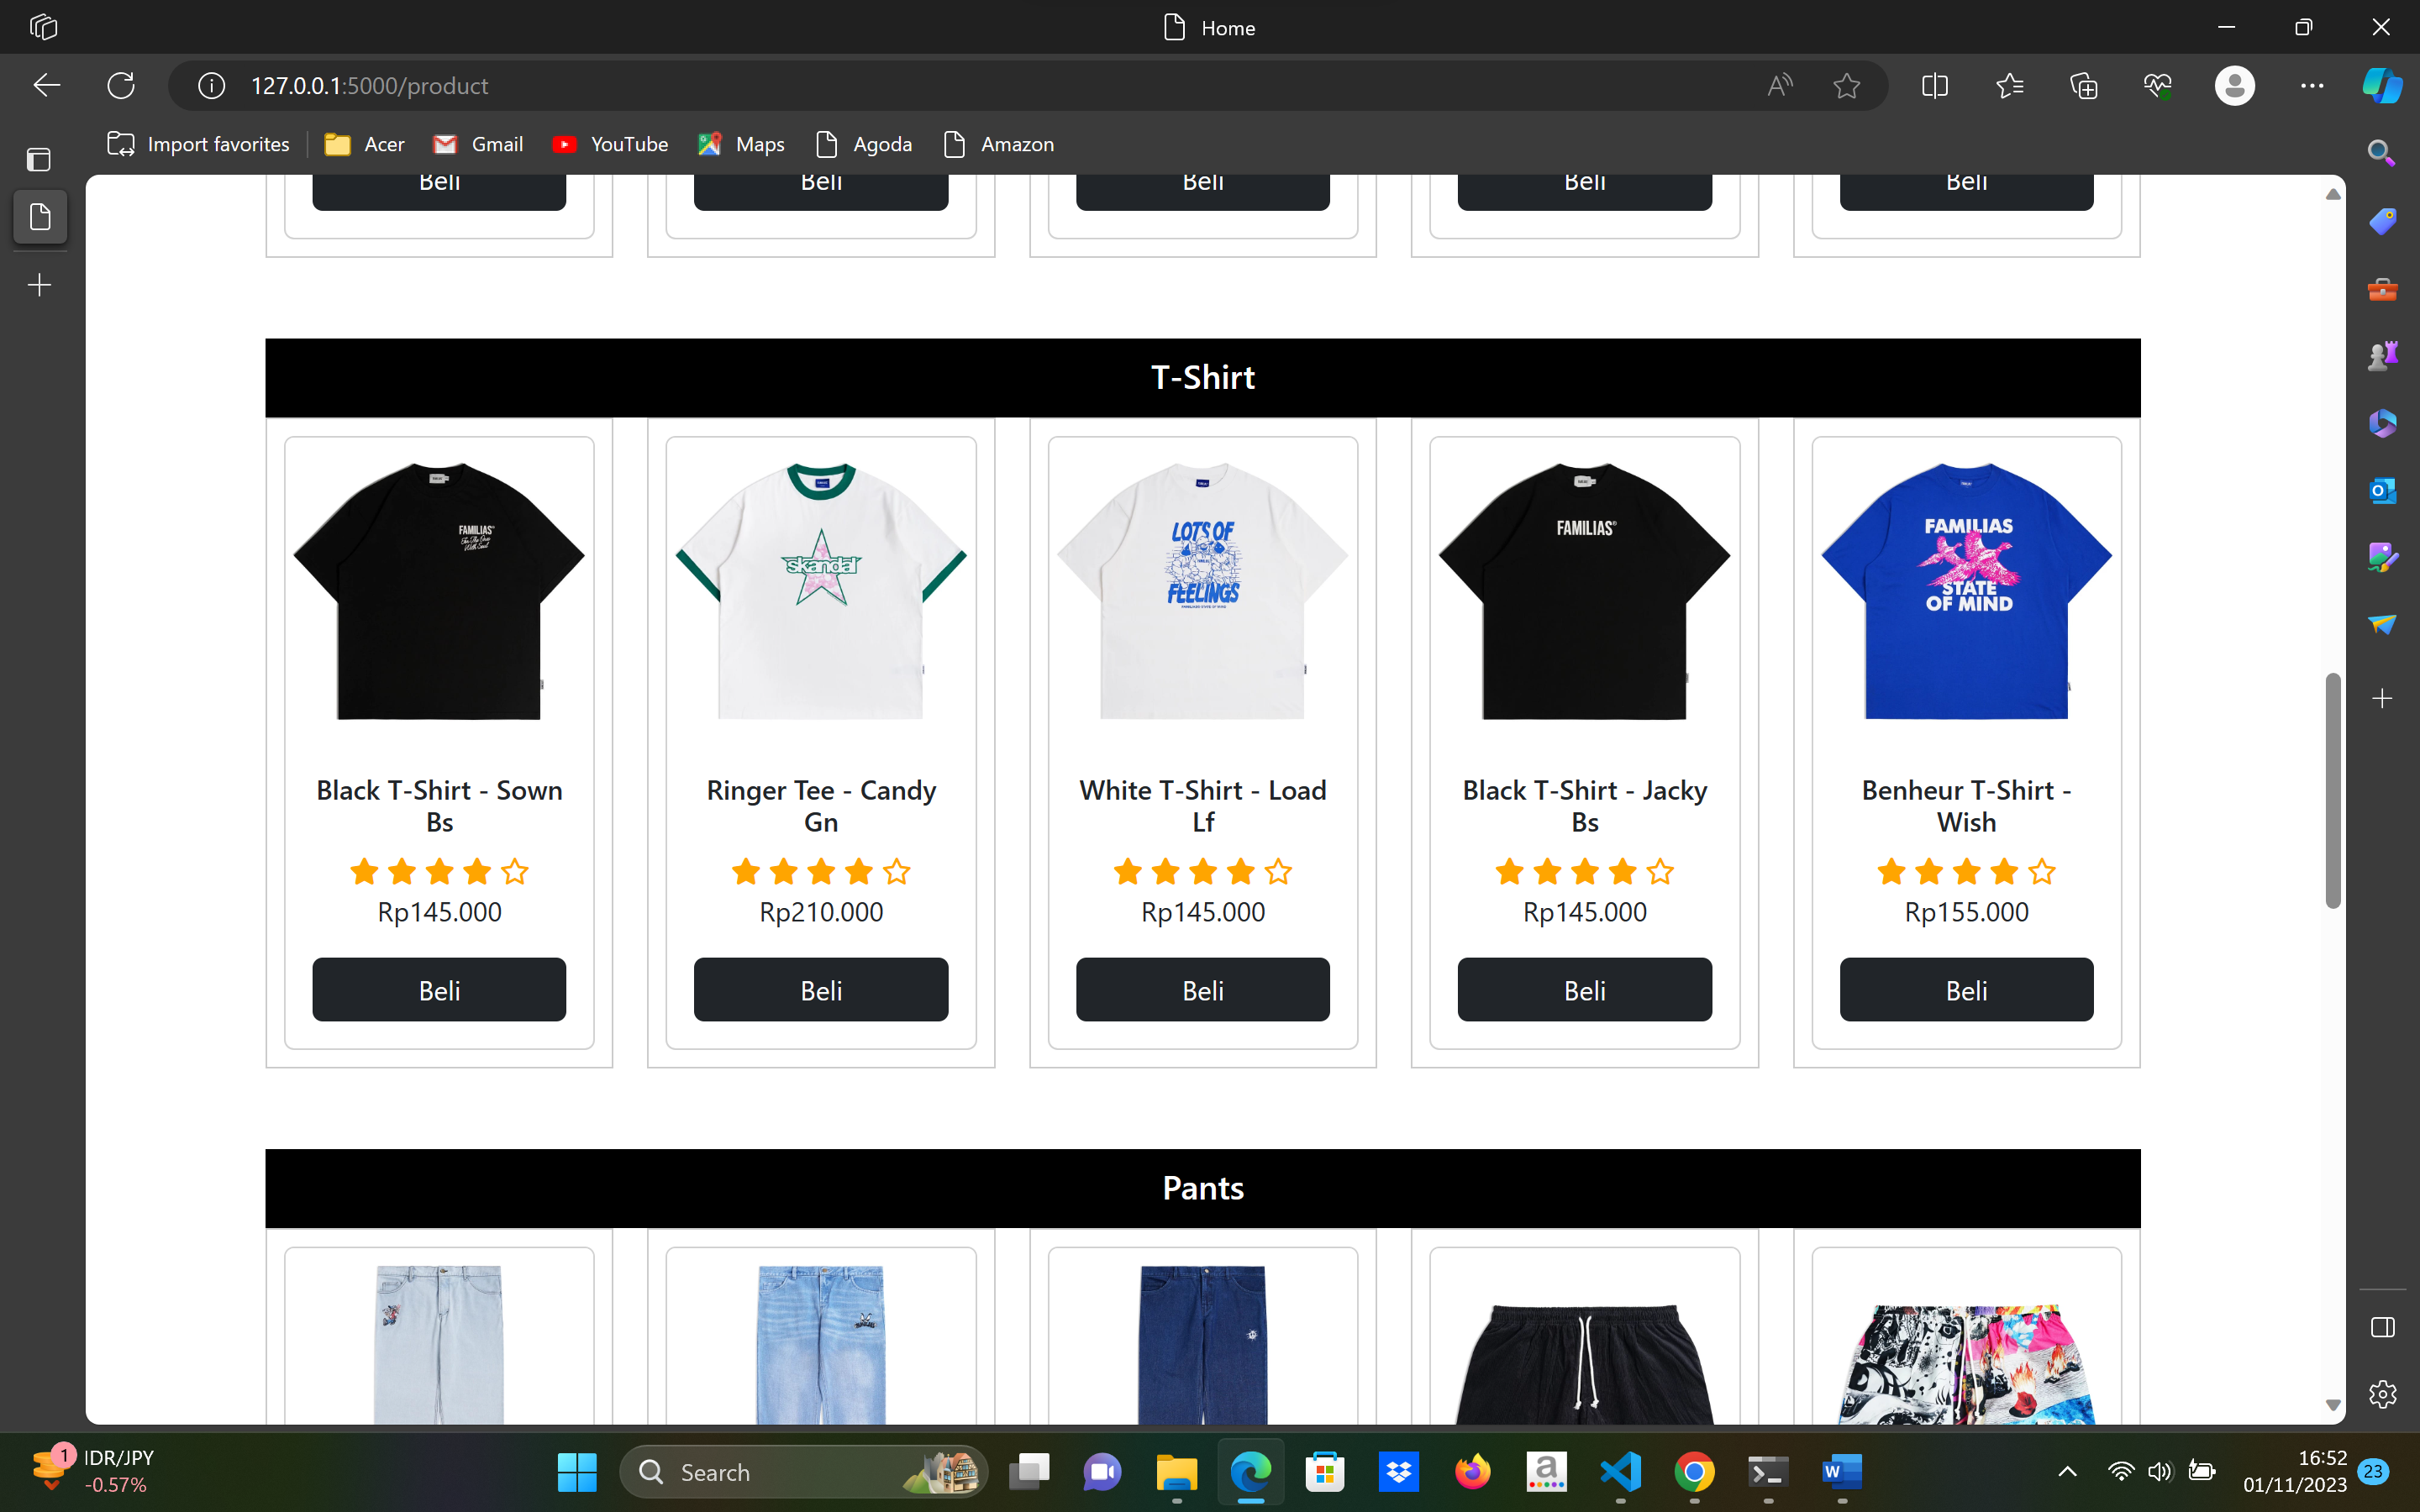 Home
127.0.0.1:5000/product
Import favorites Acer Gmail YouTube Maps Agoda Amazon
Beli Beli Beli Beli Beli
T-Shirt
FAMILIAS
skandal
LOTS OF
FEELINGS
FAMILIAS
FAMILIAS
STATE
OF MIND
Black T-Shirt - Sown
Bs
Ringer Tee - Candy
Gn
White T-Shirt - Load
Lf
Black T-Shirt - Jacky
Bs
Benheur T-Shirt -
Wish
Rp145.000 Rp210.000 Rp145.000 Rp145.000 Rp155.000
Beli Beli Beli Beli Beli
Pants
1 IDR/JPY
-0.57%
Search
16:52
01/11/2023
23